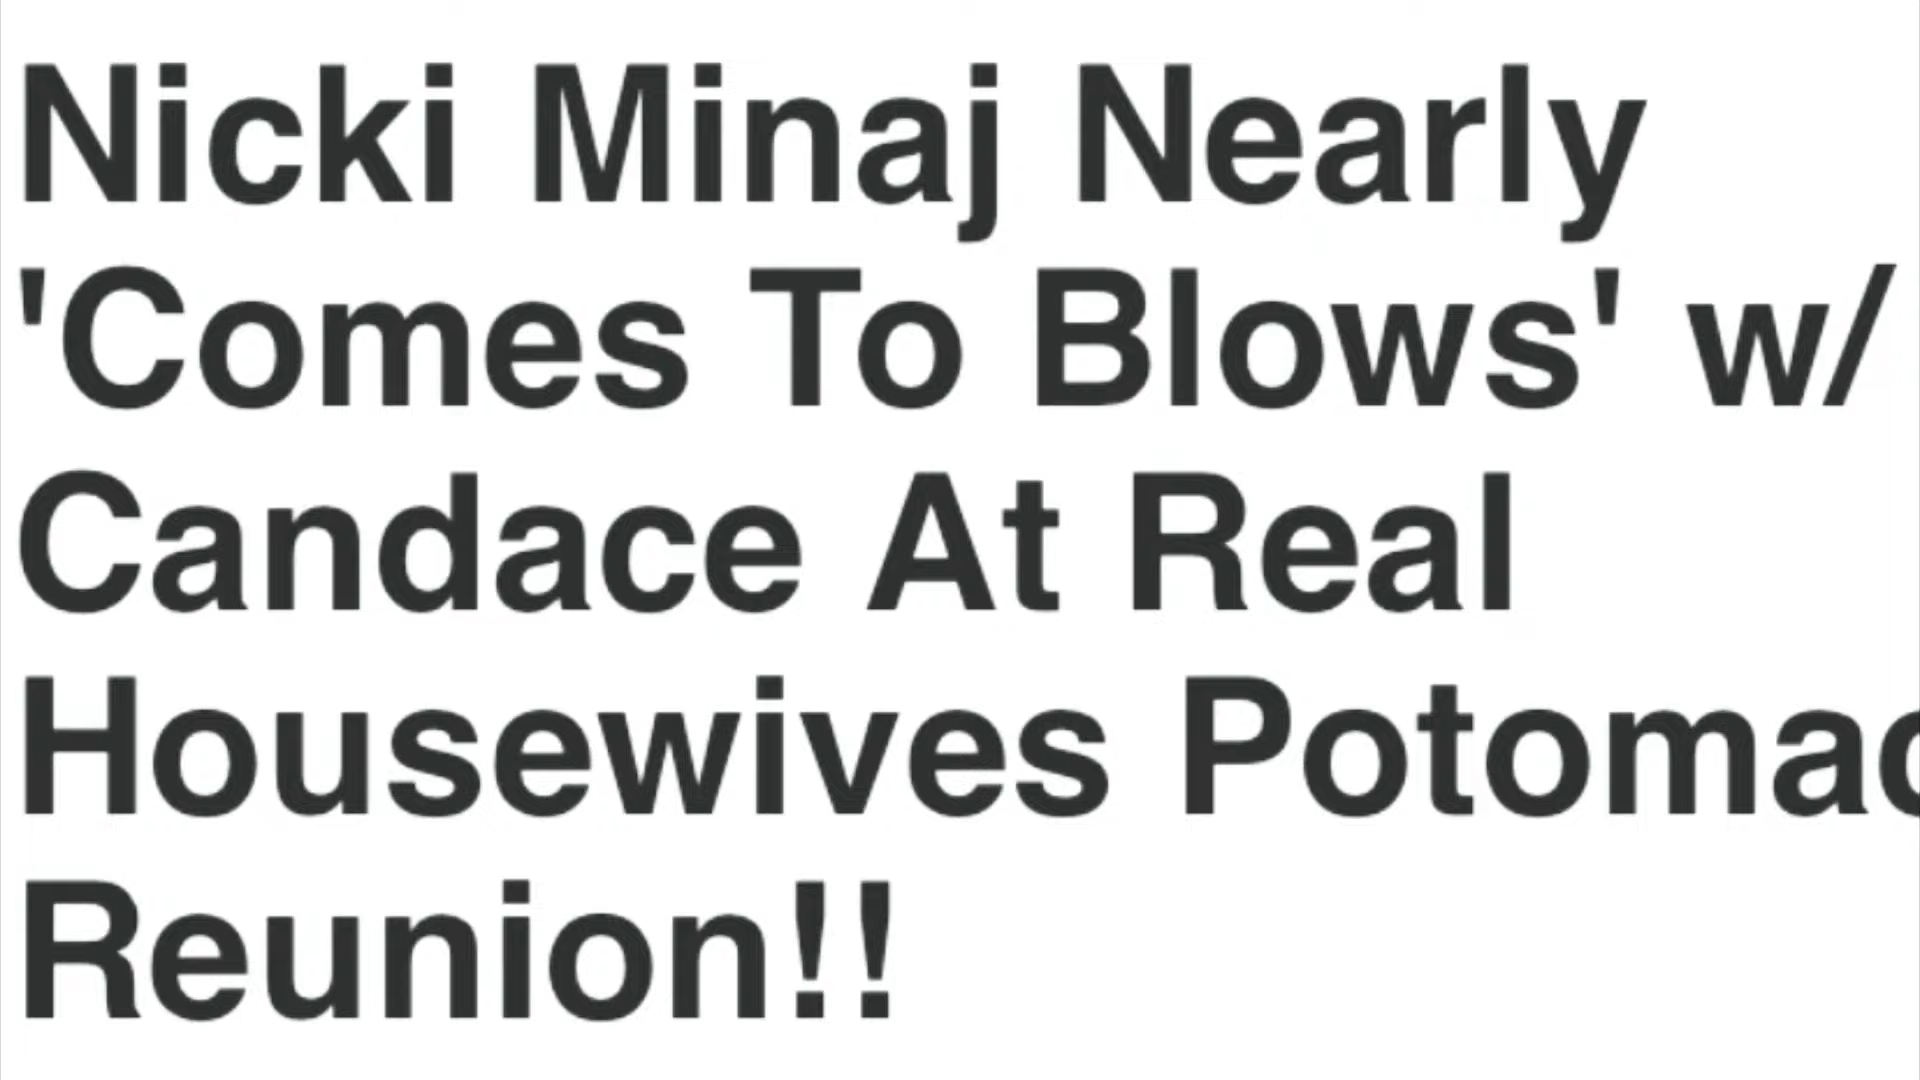 Nicki Minaj Nearly
'Comes To Blows' w/
Candace At Real
Housewives Potomac
Reunion!!